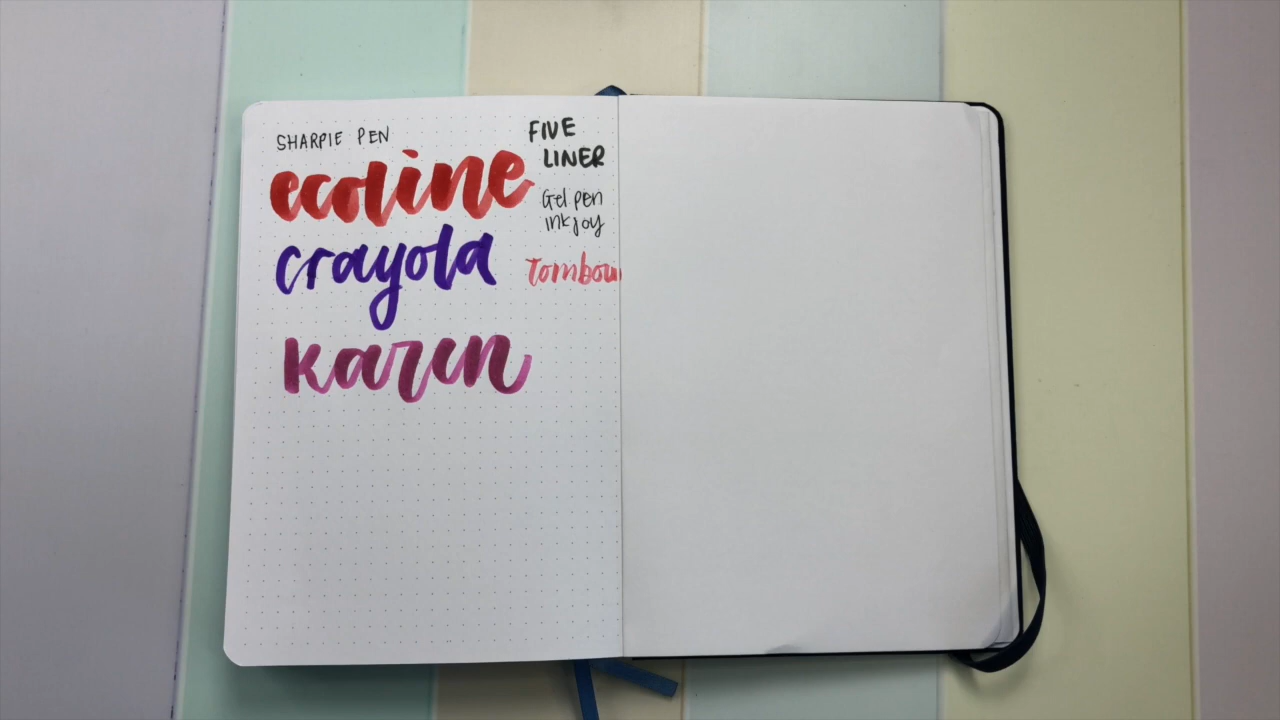 SHARPIE PEN
ecoline
crayola
karen
FIVE
LINER
Gel pen
inkjoy